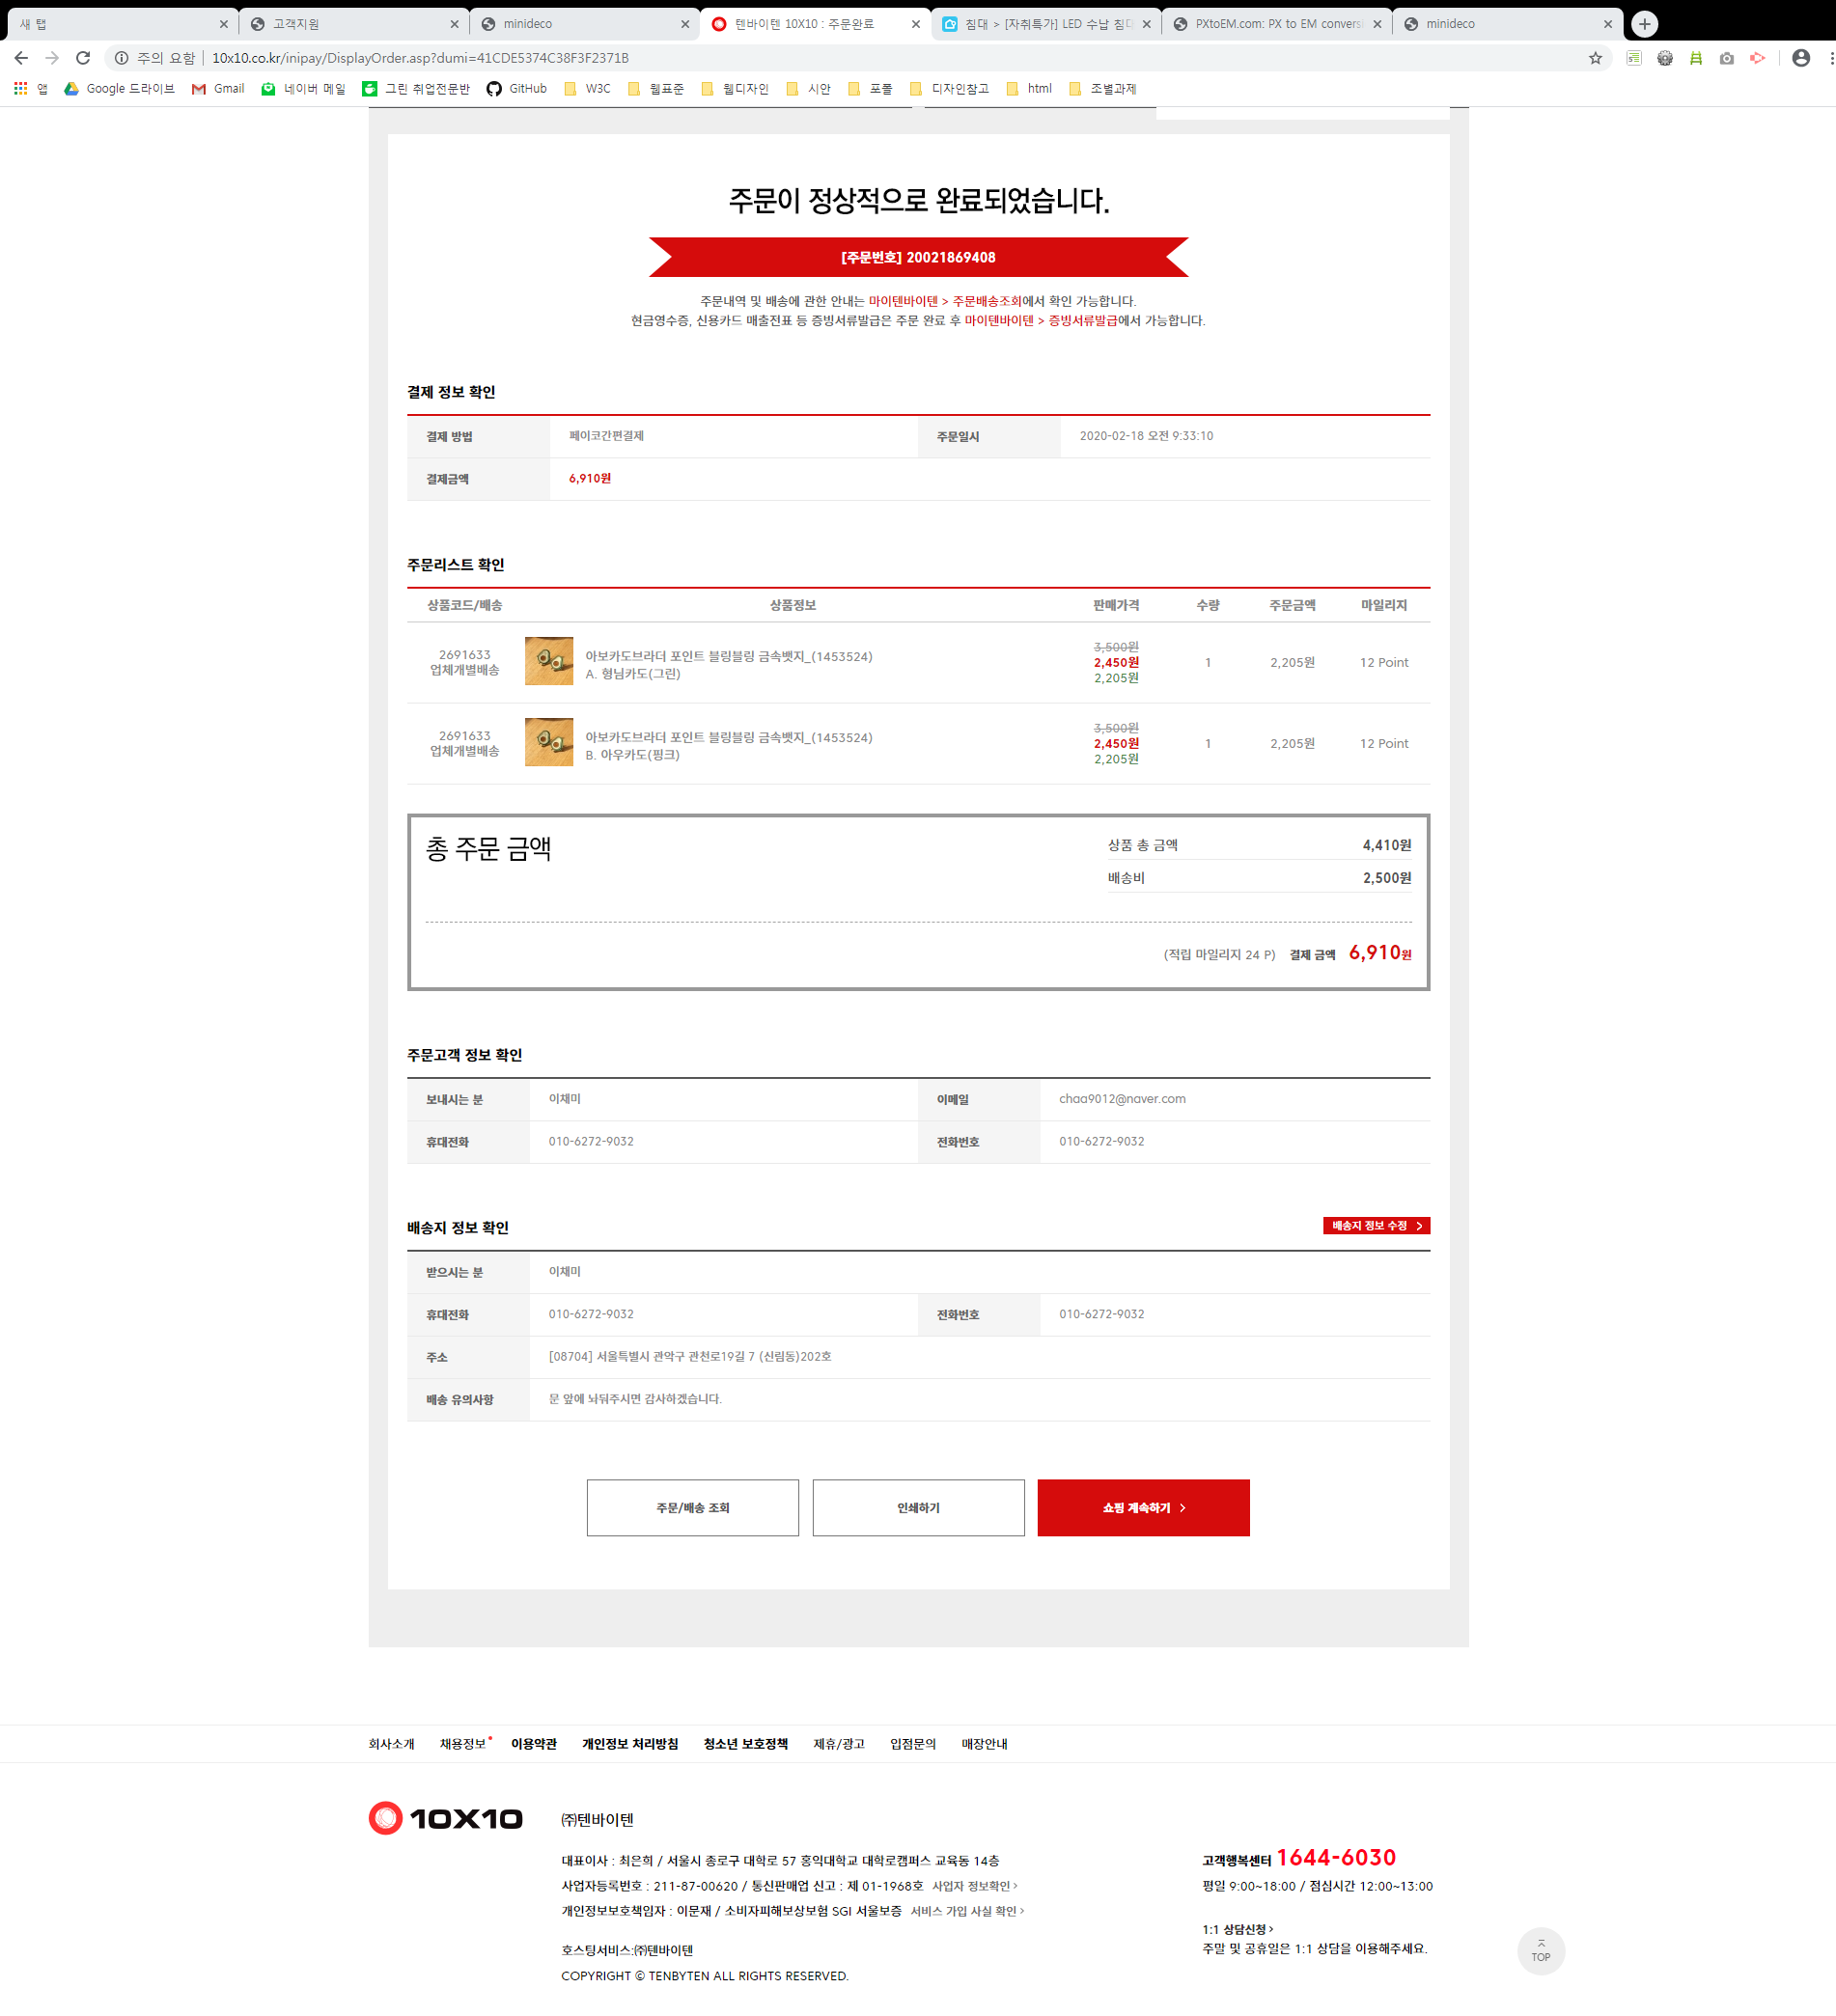 새 탭
고객지원
minideco
텐바이텐 10X10 : 주문완료
침대 > [자취특가] LED 수납 침대
PXtoEM.com: PX to EM conversi
minideco
주의 요함 | 10x10.co.kr/inipay/DisplayOrder.asp?dumi=41CDE5374C38F3F2371B
앱 Google 드라이브 Gmail 네이버 메일 그린 취업전문반 GitHub W3C 웹표준 웹디자인 시안 포폴 디자인참고 html 조별과제
주문이 정상적으로 완료되었습니다.
[주문번호] 20021869408
주문내역 및 배송에 관한 안내는 마이텐바이텐 > 주문배송조회에서 확인 가능합니다.
현금영수증, 신용카드 매출전표 등 증빙서류발급은 주문 완료 후 마이텐바이텐 > 증빙서류발급에서 가능합니다.
결제 정보 확인
결제 방법 페이코간편결제 주문일시 2020-02-18 오전 9:33:10
결제금액 6,910원
주문리스트 확인
상품코드/배송 상품정보 판매가격 수량 주문금액 마일리지
2691633
업체개별배송
아보카도브라더 포인트 블링블링 금속뱃지_(1453524)
A. 형님카도(그린)
3,500원
2,450원
2,205원
1 2,205원 12 Point
2691633
업체개별배송
아보카도브라더 포인트 블링블링 금속뱃지_(1453524)
B. 아우카도(핑크)
3,500원
2,450원
2,205원
1 2,205원 12 Point
총 주문 금액
상품 총 금액 4,410원
배송비 2,500원
(적립 마일리지 24 P) 결제 금액 6,910원
주문고객 정보 확인
보내시는 분 이채미 이메일 chaa9012@naver.com
휴대전화 010-6272-9032 전화번호 010-6272-9032
배송지 정보 확인
배송지 정보 수정 >
받으시는 분 이채미
휴대전화 010-6272-9032 전화번호 010-6272-9032
주소 [08704] 서울특별시 관악구 관천로19길 7 (신림동)202호
배송 유의사항 문 앞에 놔둬주시면 감사하겠습니다.
주문/배송 조회 인쇄하기 쇼핑 계속하기 >
회사소개 채용정보 이용약관 개인정보 처리방침 청소년 보호정책 제휴/광고 입점문의 매장안내
10X10
㈜텐바이텐
대표이사 : 최은희 / 서울시 종로구 대학로 57 홍익대학교 대학로캠퍼스 교육동 14층
사업자등록번호 : 211-87-00620 / 통신판매업 신고 : 제 01-1968호 사업자 정보확인 >
개인정보보호책임자 : 이문재 / 소비자피해보상보험 SGI 서울보증 서비스 가입 사실 확인 >
호스팅서비스:㈜텐바이텐
COPYRIGHT © TENBYTEN ALL RIGHTS RESERVED.
고객행복센터 1644-6030
평일 9:00~18:00 / 점심시간 12:00~13:00
1:1 상담신청 >
주말 및 공휴일은 1:1 상담을 이용해주세요.
TOP